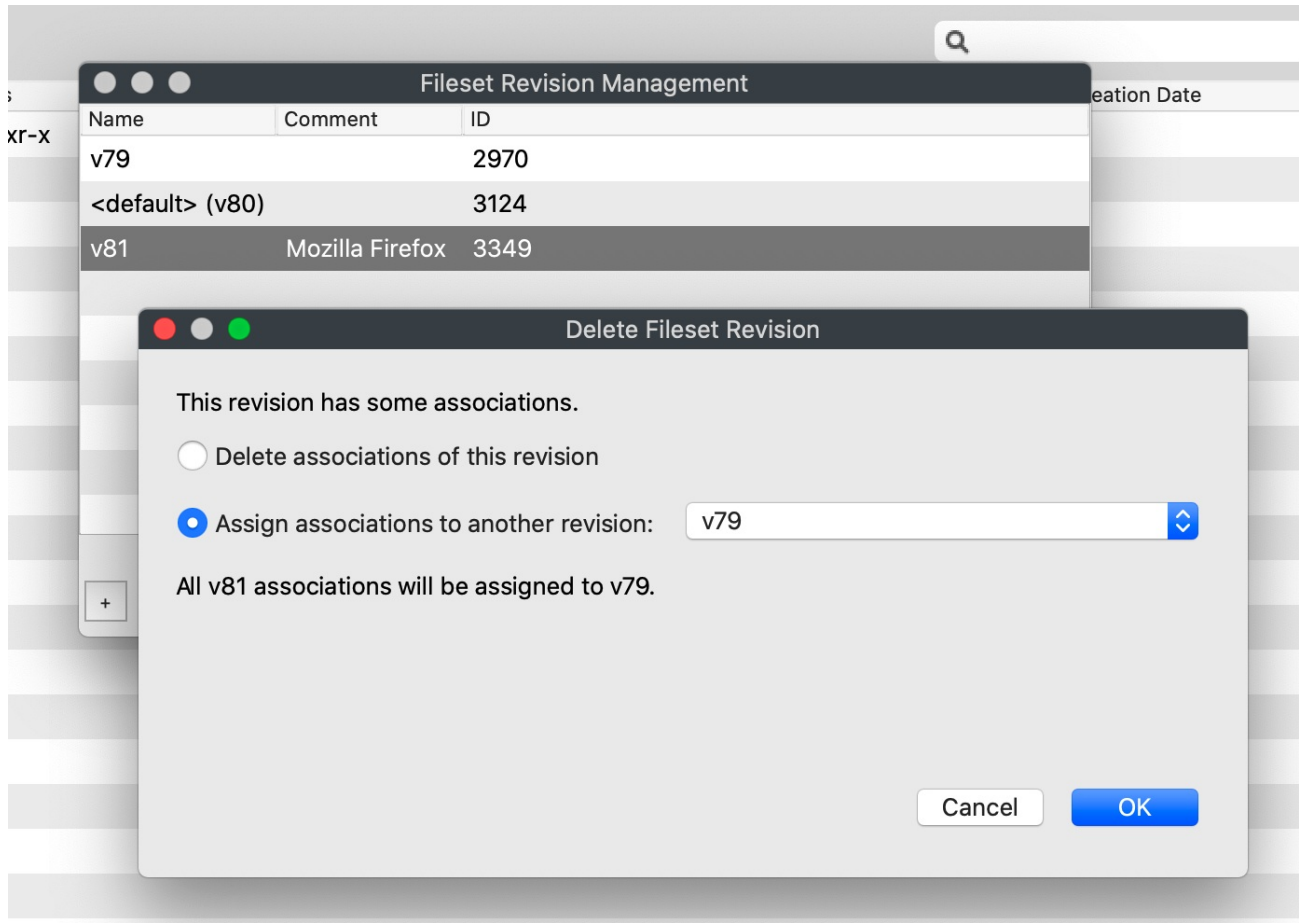 s
eation Date
xr-x
Fileset Revision Management
Name Comment ID
v79 2970
<default> (v80) 3124
v81 Mozilla Firefox 3349
Delete Fileset Revision
This revision has some associations.
Delete associations of this revision
Assign associations to another revision: v79
All v81 associations will be assigned to v79.
+
Cancel OK